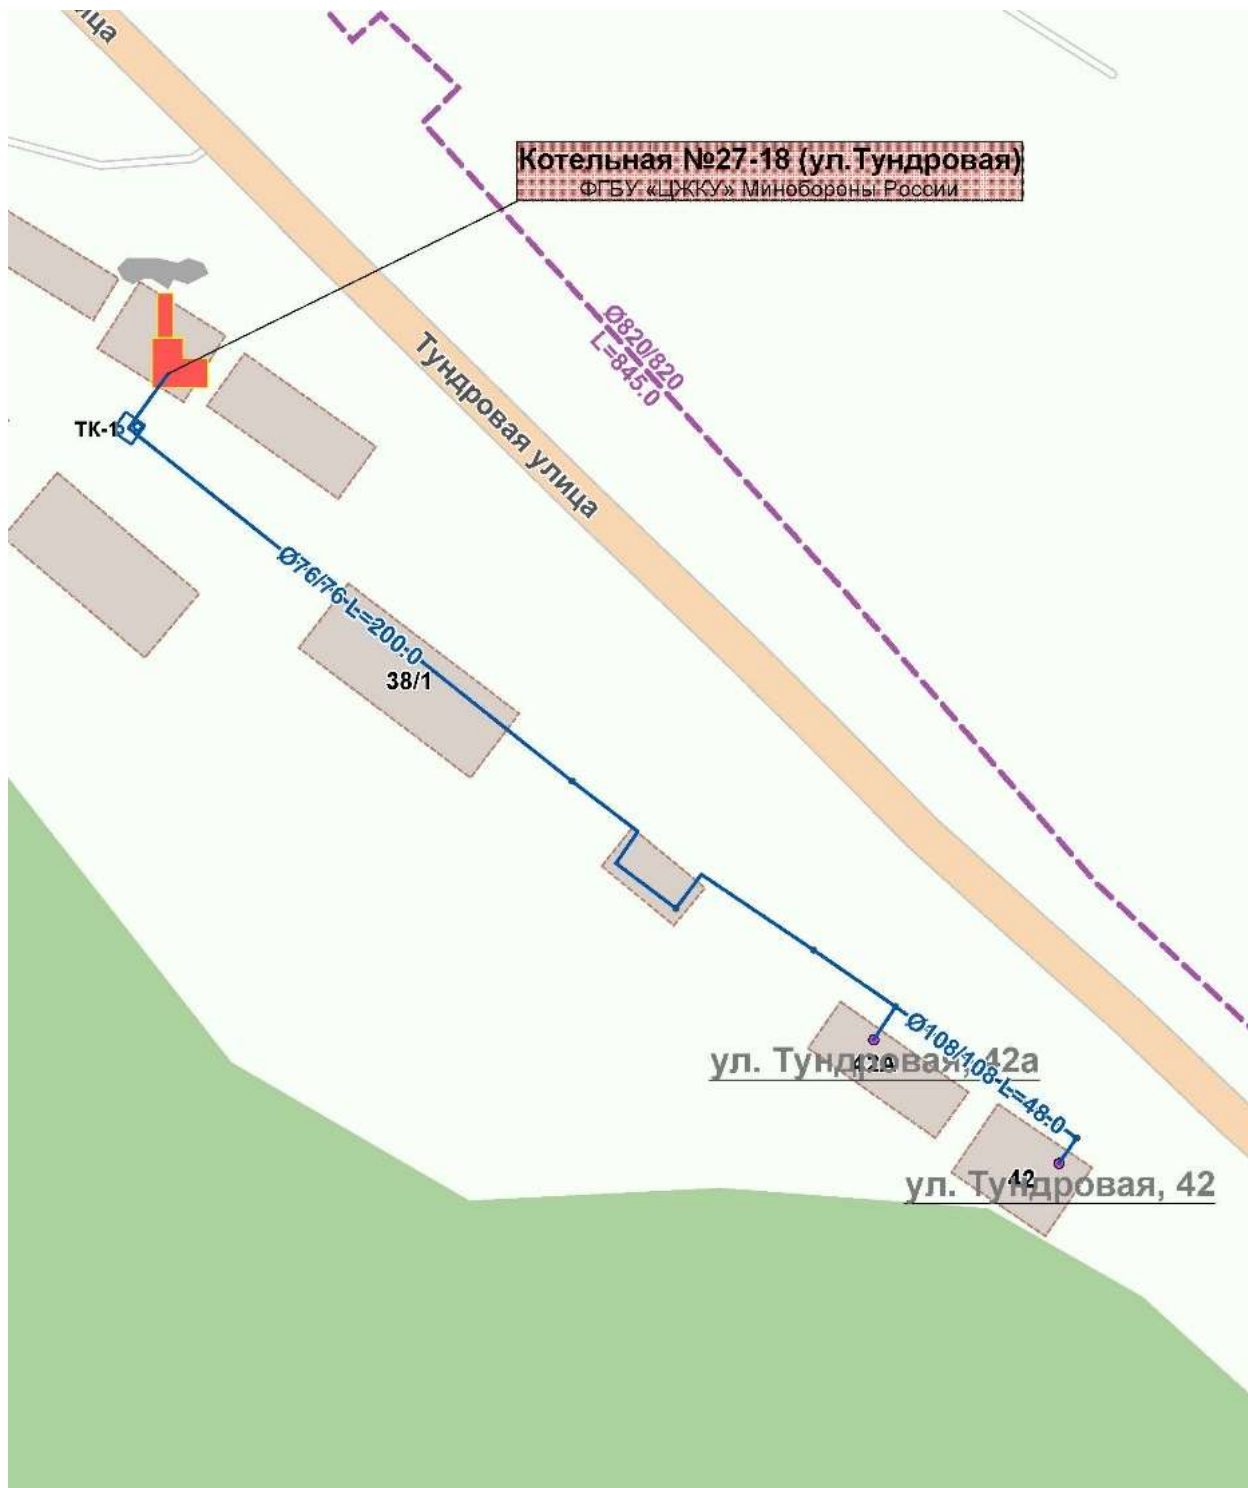 ица
Котельная №27-18 (ул.Тундровая)
ФГБУ «ЦЖКУ» Минобороны России
Ø820/820
L=845.0
Тундровая улица
ТК-1
Ø76/76 L=200.0
38/1
Ø108/108 L=48.0
ул. Тундровая, 42а
42А
42
ул. Тундровая, 42